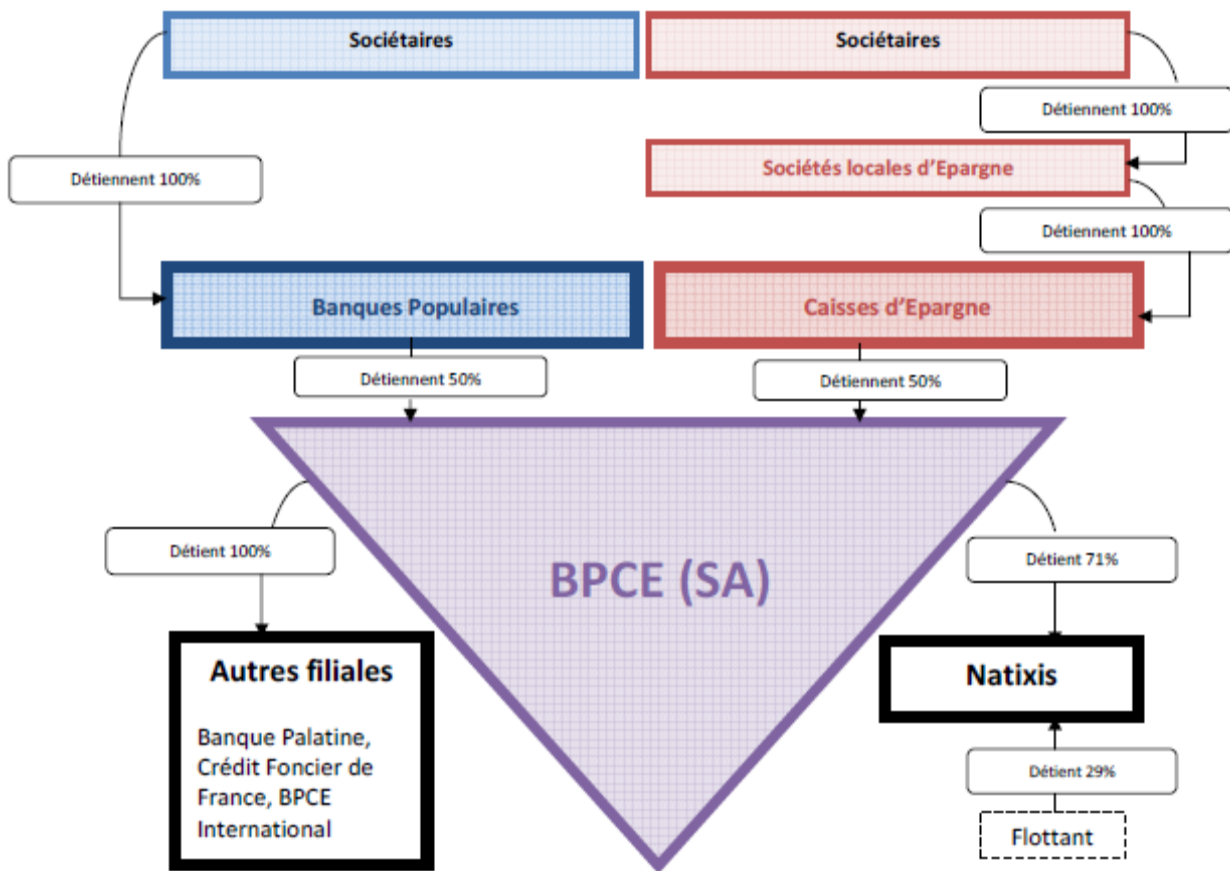 Sociétaires
Sociétaires
Détiennent 100%
Détiennent 100%
Sociétés locales d'Epargne
Détiennent 100%
Banques Populaires
Caisses d'Epargne
Détiennent 50%
Détiennent 50%
Détient 100%
BPCE (SA)
Détient 71%
Autres filiales
Banque Palatine,
Crédit Foncier de
France, BPCE
International
Natixis
Détient 29%
Flottant